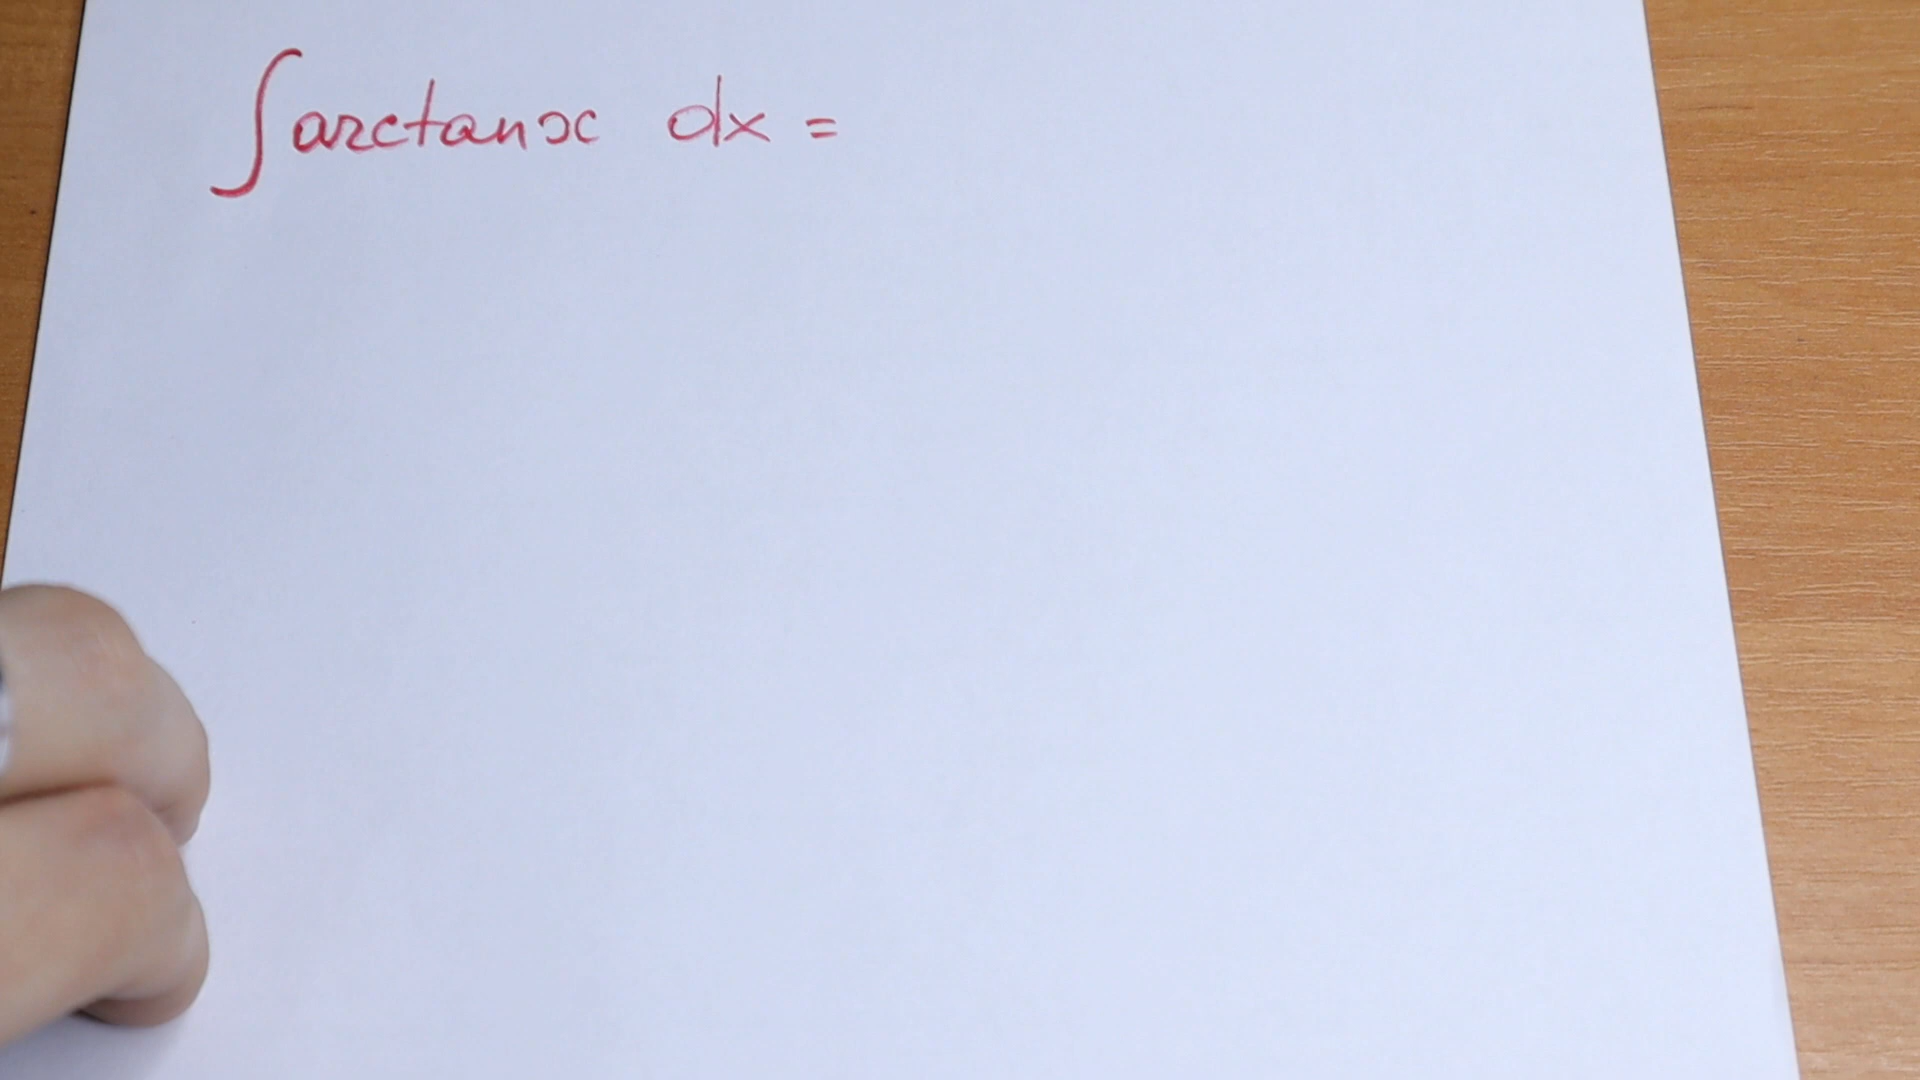 ∫arctanx dx =